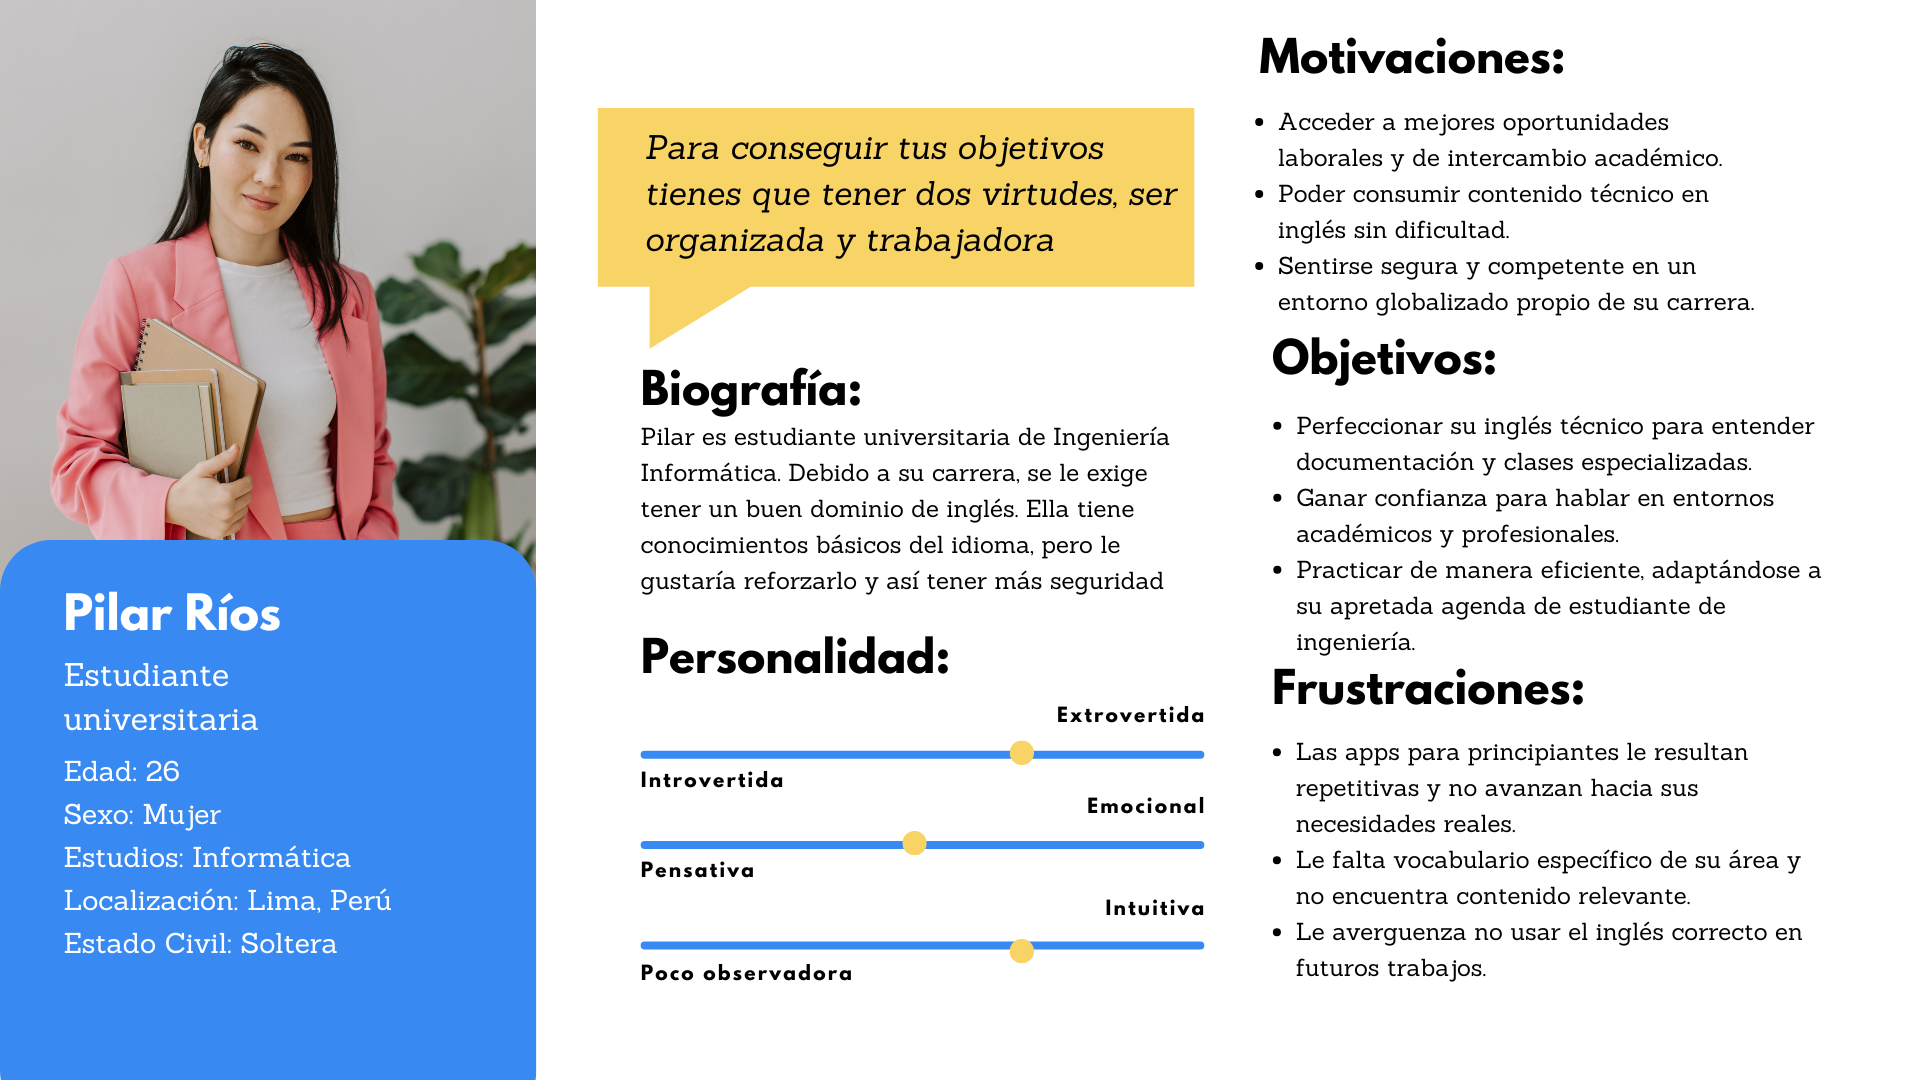 Pilar Ríos
Estudiante
universitaria
Edad: 26
Sexo: Mujer
Estudios: Informática
Localización: Lima, Perú
Estado Civil: Soltera
Para conseguir tus objetivos
tienes que tener dos virtudes, ser
organizada y trabajadora
Biografía:
Pilar es estudiante universitaria de Ingeniería
Informática. Debido a su carrera, se le exige
tener un buen dominio de inglés. Ella tiene
conocimientos básicos del idioma, pero le
gustaría reforzarlo y así tener más seguridad
Personalidad:
Extrovertida
Introvertida
Emocional
Pensativa
Intuitiva
Poco observadora
Motivaciones:
• Acceder a mejores oportunidades
laborales y de intercambio académico.
• Poder consumir contenido técnico en
inglés sin dificultad.
• Sentirse segura y competente en un
entorno globalizado propio de su carrera.
Objetivos:
• Perfeccionar su inglés técnico para entender
documentación y clases especializadas.
• Ganar confianza para hablar en entornos
académicos y profesionales.
• Practicar de manera eficiente, adaptándose a
su apretada agenda de estudiante de
ingeniería.
Frustraciones:
• Las apps para principiantes le resultan
repetitivas y no avanzan hacia sus
necesidades reales.
• Le falta vocabulario específico de su área y
no encuentra contenido relevante.
• Le averguenza no usar el inglés correcto en
futuros trabajos.